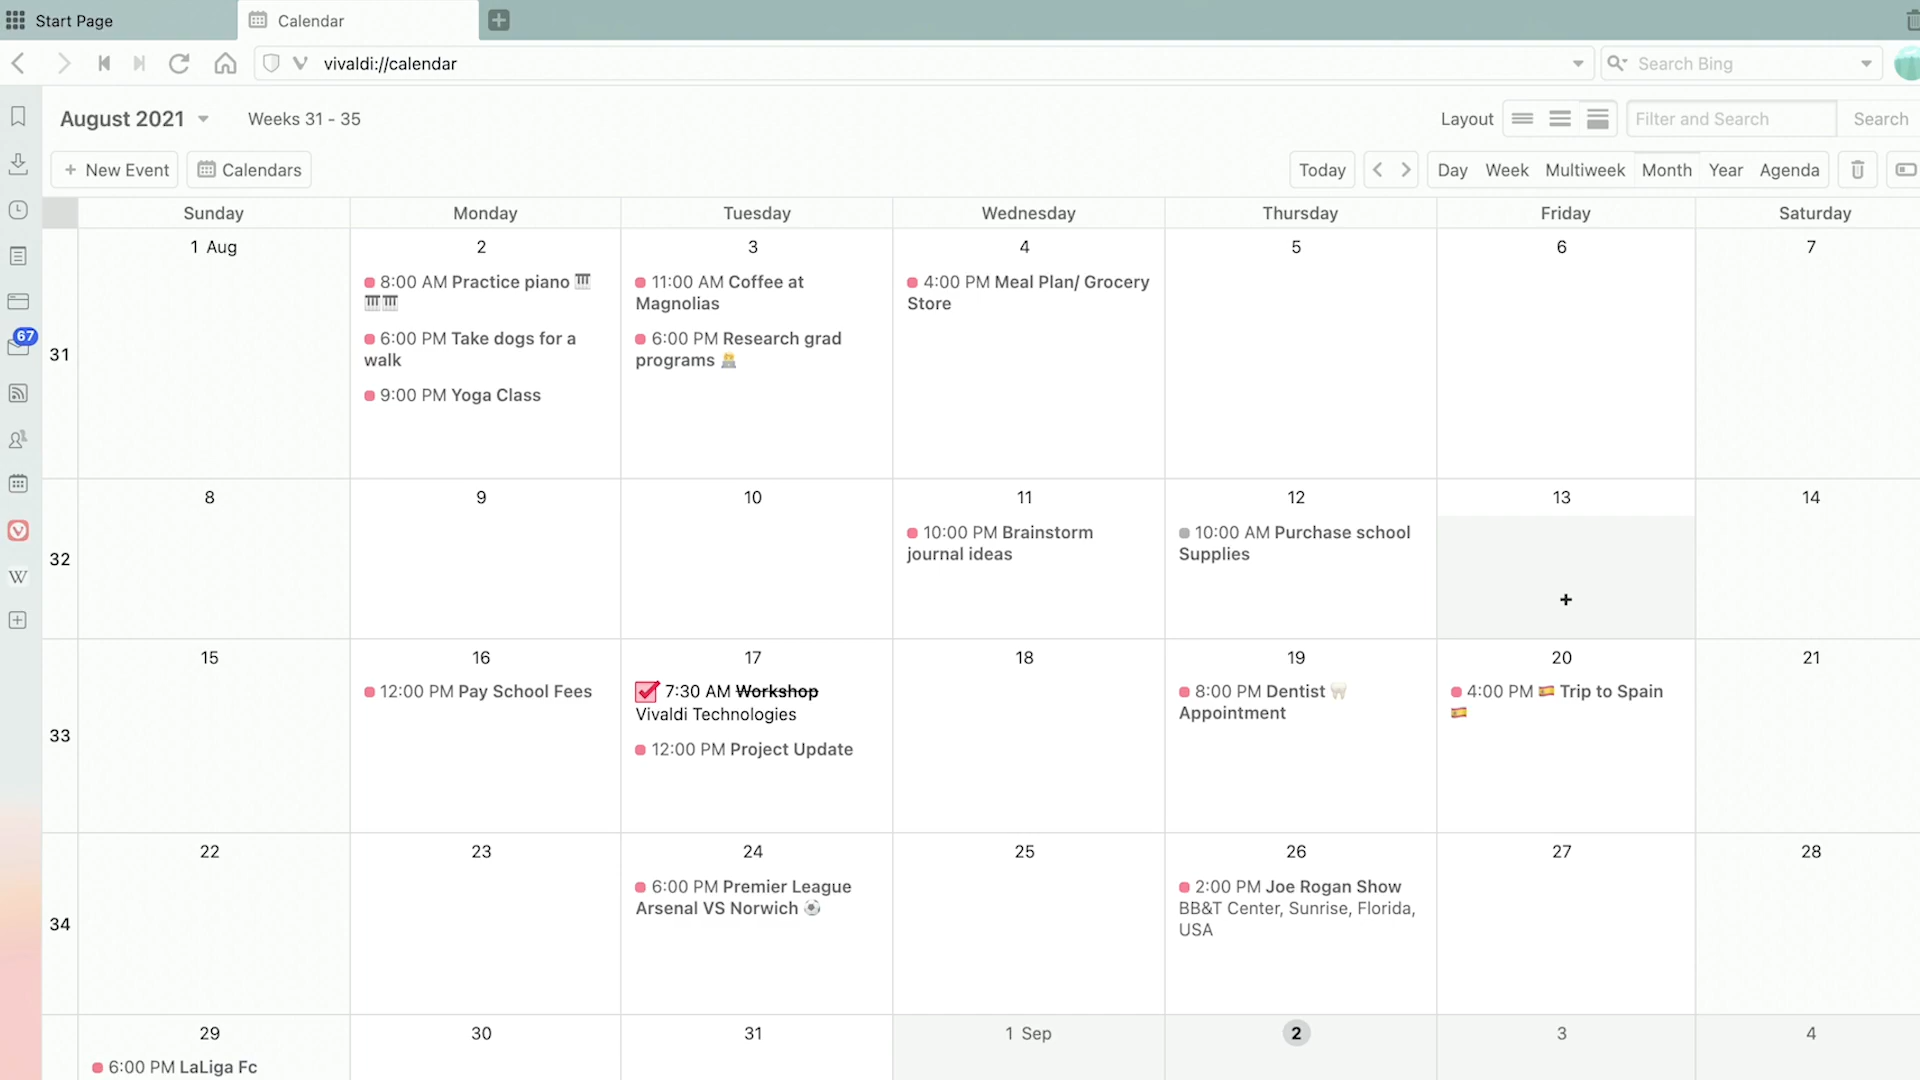 Start Page
Calendar
vivaldi://calendar
Search Bing
August 2021
Weeks 31 - 35
Layout
Filter and Search
Search
+ New Event
Calendars
Today
Day
Week
Multiweek
Month
Year
Agenda
Sunday
Monday
Tuesday
Wednesday
Thursday
Friday
Saturday
67
31
1 Aug
2
8:00 AM Practice piano 🎹
🎹🎹
6:00 PM Take dogs for a
walk
9:00 PM Yoga Class
3
11:00 AM Coffee at
Magnolias
6:00 PM Research grad
programs
4
4:00 PM Meal Plan/ Grocery
Store
5
6
7
32
8
9
10
11
10:00 PM Brainstorm
journal ideas
12
10:00 AM Purchase school
Supplies
13
+
14
33
15
16
12:00 PM Pay School Fees
17
7:30 AM Workshop
Vivaldi Technologies
12:00 PM Project Update
18
19
8:00 PM Dentist 🦷
Appointment
20
4:00 PM 🇪🇸 Trip to Spain
🇪🇸
21
34
22
23
24
6:00 PM Premier League
Arsenal VS Norwich ⚽
25
26
2:00 PM Joe Rogan Show
BB&T Center, Sunrise, Florida,
USA
27
28
29
6:00 PM LaLiga Fc
30
31
1 Sep
2
3
4
W